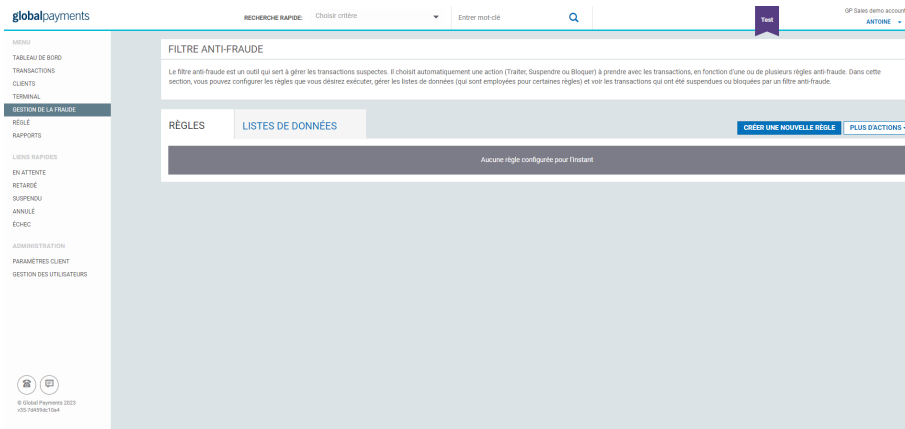 globalpayments
RECHERCHE RAPIDE: Choisir critère Entrer mot-clé
Test
GP Sales demo account
ANTOINE
MENU
TABLEAU DE BORD
TRANSACTIONS
CLIENTS
TERMINAL
GESTION DE LA FRAUDE
RÉGLÉ
RAPPORTS
LIENS RAPIDES
EN ATTENTE
RETARDÉ
SUSPENDU
ANNULÉ
ÉCHEC
ADMINISTRATION
PARAMÈTRES CLIENT
GESTION DES UTILISATEURS
© Global Payments 2023
v35-7d459dc10a4
FILTRE ANTI-FRAUDE
Le filtre anti-fraude est un outil qui sert à gérer les transactions suspectes. Il choisit automatiquement une action (Traiter, Suspendre ou Bloquer) à prendre avec les transactions, en fonction d'une ou de plusieurs règles anti-fraude. Dans cette
section, vous pouvez configurer les règles que vous désirez exécuter, gérer les listes de données (qui sont employées pour certaines règles) et voir les transactions qui ont été suspendues ou bloquées par un filtre anti-fraude.
RÈGLES LISTES DE DONNÉES
CRÉER UNE NOUVELLE RÈGLE PLUS D'ACTIONS
Aucune règle configurée pour l'instant